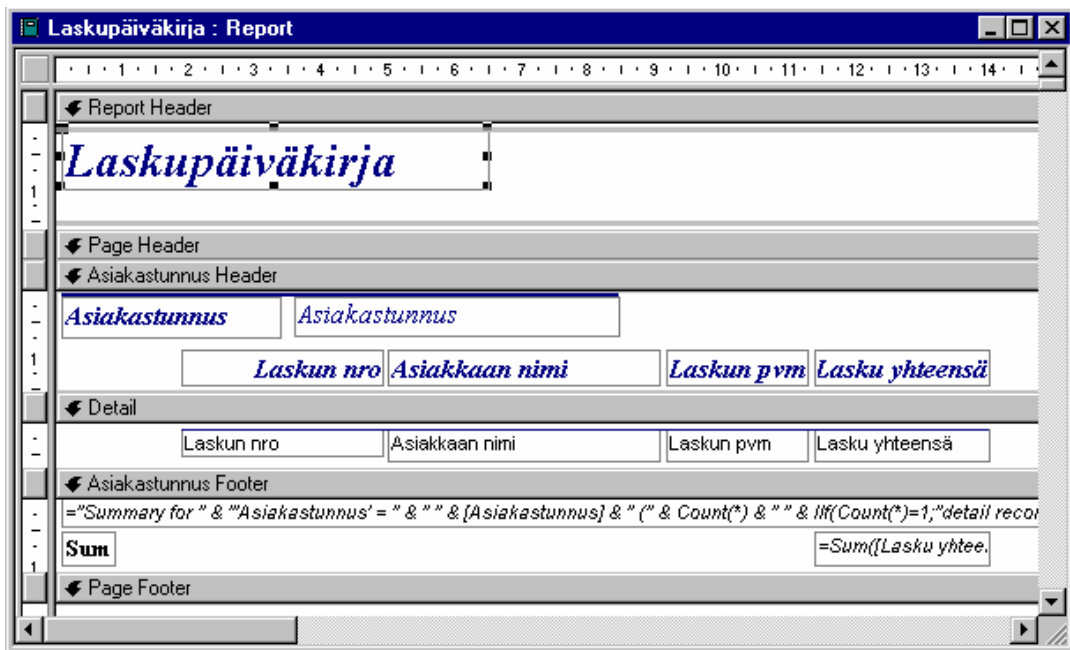 Laskupäiväkirja : Report
1 2 3 4 5 6 7 8 9 10 11 12 13 14
Report Header
Laskupäiväkirja
1
Page Header
Asiakastunnus Header
Asiakastunnus Asiakastunnus
1
Laskun nro Asiakkaan nimi Laskun pvm Lasku yhteensä
Detail
Laskun nro Asiakkaan nimi Laskun pvm Lasku yhteensä
Asiakastunnus Footer
="Summary for " & "'Asiakastunnus' = " & " " & [Asiakastunnus] & " (" & Count(*) & " " & IIf(Count(*)=1;"detail recor
Sum =Sum([Lasku yhtee.
1
Page Footer